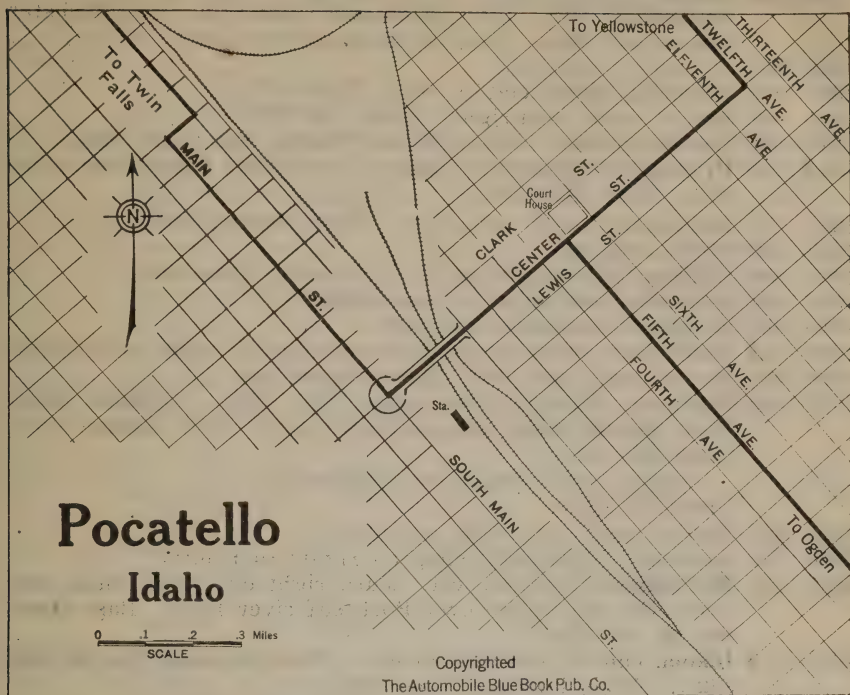 To Yellowstone
TWELFTH AVE.
THIRTEENTH AVE.
ELEVENTH AVE.
To Twin
Falls
MAIN ST.
N
Court
House
CLARK ST.
CENTER ST.
LEWIS ST.
SIXTH AVE.
FIFTH AVE.
FOURTH AVE.
Sta.
SOUTH MAIN ST.
To Ogden
Pocatello
Idaho
0 .1 .2 .3 Miles
SCALE
Copyrighted
The Automobile Blue Book Pub. Co.